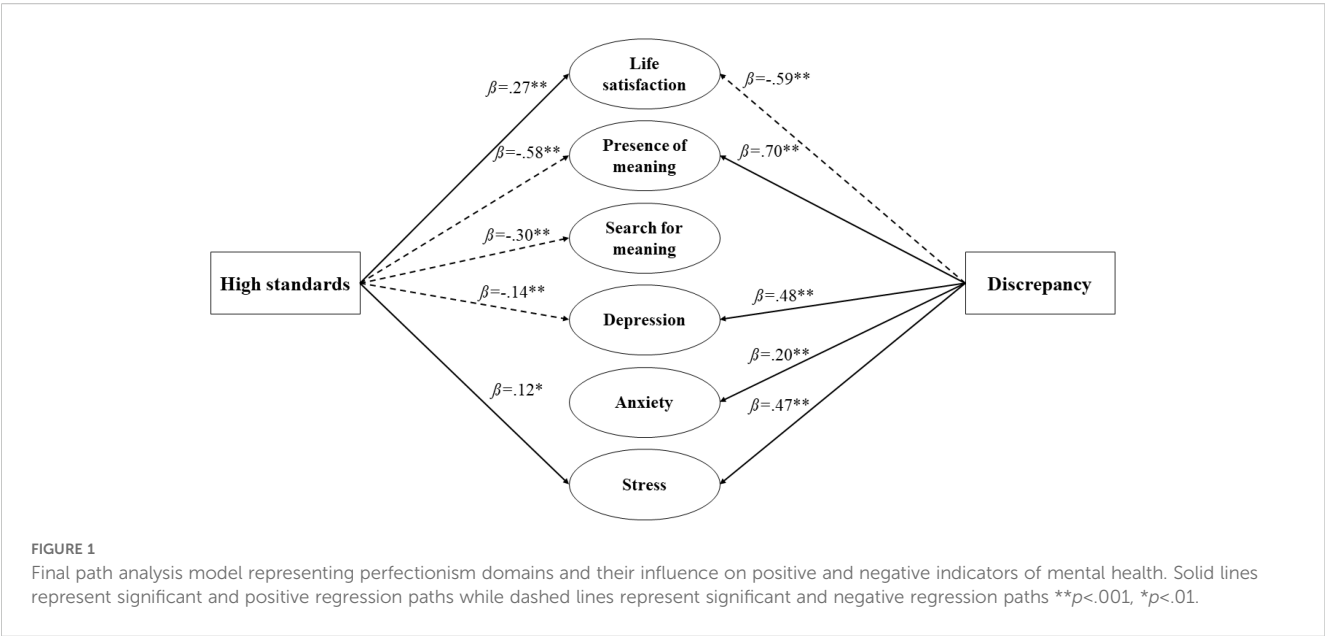 Life
satisfaction
β=.27**
β=-.59**
Presence of
meaning
β=-.58**
β=.70**
Search for
meaning
β=-.30**
High standards
Discrepancy
β=-.14**
Depression
β=.48**
β=.20**
β=.12*
Anxiety
β=.47**
Stress
FIGURE 1
Final path analysis model representing perfectionism domains and their influence on positive and negative indicators of mental health. Solid lines
represent significant and positive regression paths while dashed lines represent significant and negative regression paths **p<.001, *p<.01.